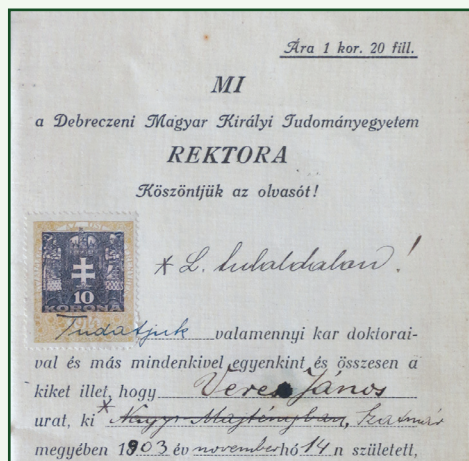 Ára 1 kor. 20 fill.
MI
a Debreczeni Magyar Királyi Tudományegyetem
REKTORA
Köszöntjük az olvasót!
* L. tuloldalon!
10
KORONA
Tudatjuk valamennyi kar doktorai-
val és más mindenkivel egyenkint és összesen a
kiket illet, hogy Veres János
urat, ki * Nagy-Majtényban, Szatmár
megyében 1903 év november hó 14 n született,